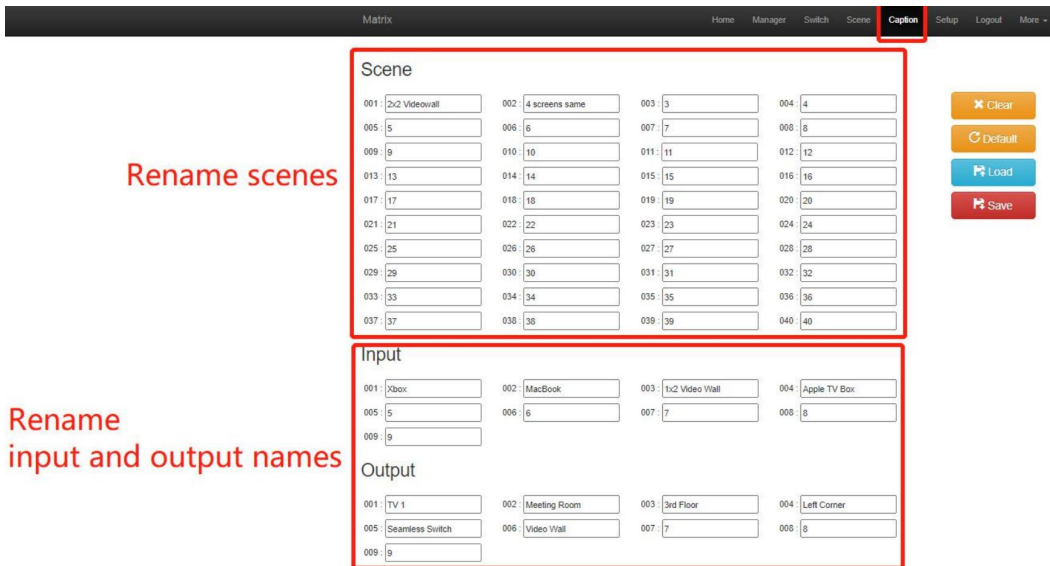 Matrix Home Manager Switch Scene Caption Setup Logout More
Scene
001 : 2x2 Videowall 002 : 4 screens same 003 : 3 004 : 4
005 : 5 006 : 6 007 : 7 008 : 8
009 : 9 010 : 10 011 : 11 012 : 12
013 : 13 014 : 14 015 : 15 016 : 16
017 : 17 018 : 18 019 : 19 020 : 20
021 : 21 022 : 22 023 : 23 024 : 24
025 : 25 026 : 26 027 : 27 028 : 28
029 : 29 030 : 30 031 : 31 032 : 32
033 : 33 034 : 34 035 : 35 036 : 36
037 : 37 038 : 38 039 : 39 040 : 40
Clear
Default
Load
Save
Rename scenes
Input
001 : Xbox 002 : MacBook 003 : 1x2 Video Wall 004 : Apple TV Box
005 : 5 006 : 6 007 : 7 008 : 8
009 : 9
Rename
input and output names
Output
001 : TV 1 002 : Meeting Room 003 : 3rd Floor 004 : Left Corner
005 : Seamless Switch 006 : Video Wall 007 : 7 008 : 8
009 : 9